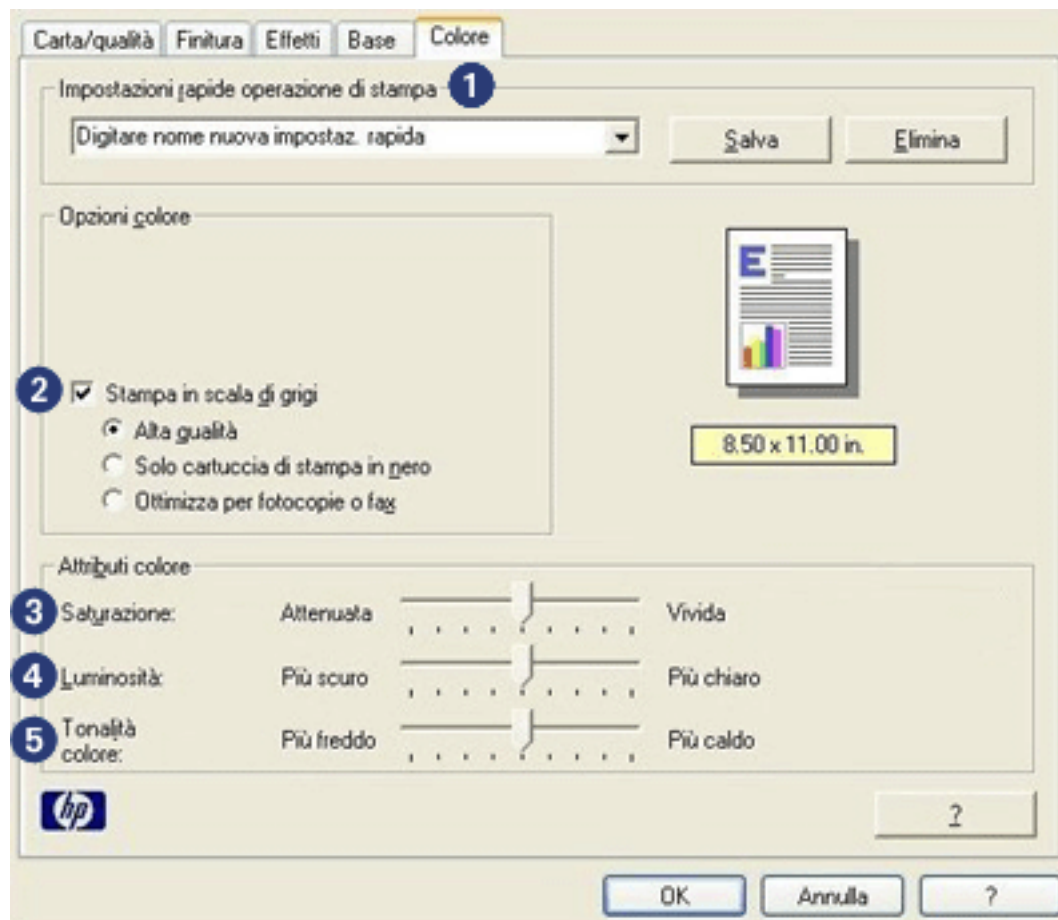 Carta/qualità Finitura Effetti Base Colore
Impostazioni rapide operazione di stampa 1
Digitare nome nuova impostaz. rapida Salva Elimina
Opzioni colore
E
2 Stampa in scala di grigi
Alta qualità
8.50 x 11.00 in.
Solo cartuccia di stampa in nero
Ottimizza per fotocopie o fax
Attributi colore
3 Saturazione: Attenuata Vivida
4 Luminosità: Più scuro Più chiaro
5 Tonalità colore: Più freddo Più caldo
hp ?
OK Annulla ?